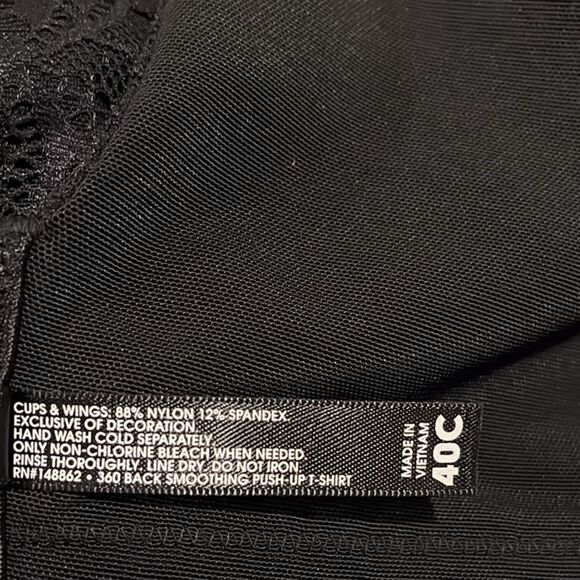 CUPS & WINGS: 88% NYLON 12% SPANDEX.
EXCLUSIVE OF DECORATION.
HAND WASH COLD SEPARATELY.
ONLY NON-CHLORINE BLEACH WHEN NEEDED.
RINSE THOROUGHLY. LINE DRY. DO NOT IRON.
RN#148862 • 360 BACK SMOOTHING PUSH-UP T-SHIRT
MADE IN
VIETNAM
40C